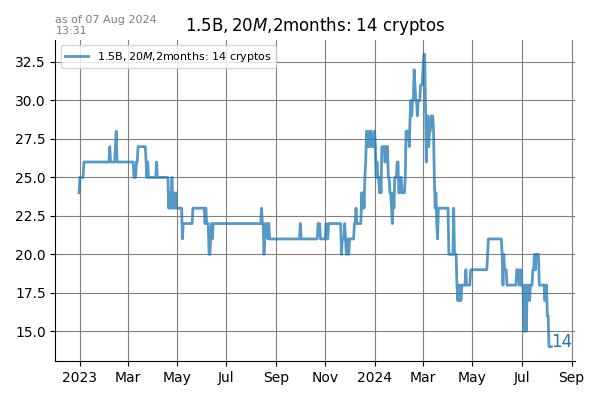 as of 07 Aug 2024
13:31
1.5B, 20M,2months: 14 cryptos
1.5B, 20M,2months: 14 cryptos
32.5
30.0
27.5
25.0
22.5
20.0
17.5
15.0
14
2023 Mar May Jul Sep Nov 2024 Mar May Jul Sep